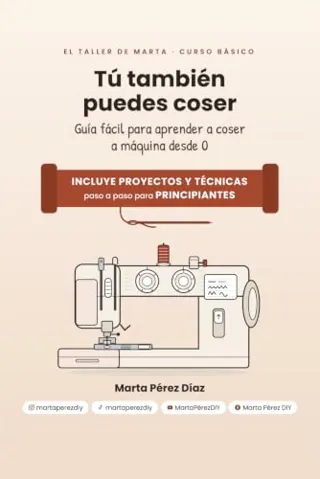 EL TALLER DE MARTA · CURSO BÁSICO
Tú también
puedes coser
Guía fácil para aprender a coser
a máquina desde 0
INCLUYE PROYECTOS Y TÉCNICAS
paso a paso para PRINCIPIANTES
Marta Pérez Díaz
martaperezdiy martaperezdiy MartaPérezDIY Marta Pérez DIY